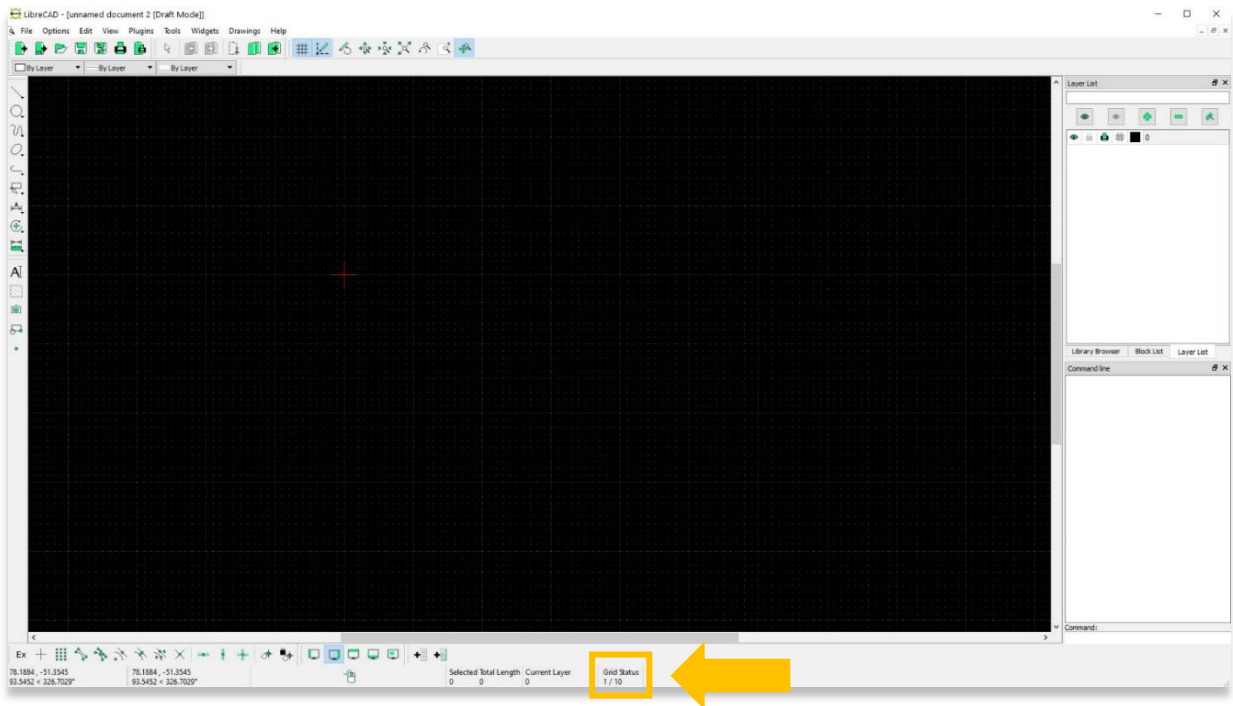 LibreCAD - [unnamed document 2 [Draft Mode]]
File Options Edit View Plugins Tools Widgets Drawings Help
By Layer By Layer By Layer
Layer List
0
A
Library Browser Block List Layer List
Command line
Command:
Ex
78.1884 , -51.3545 78.1884 , -51.3545 Selected Total Length Current Layer Grid Status
93.5452 < 326.7029° 93.5452 < 326.7029° 0 0 0 1 / 10